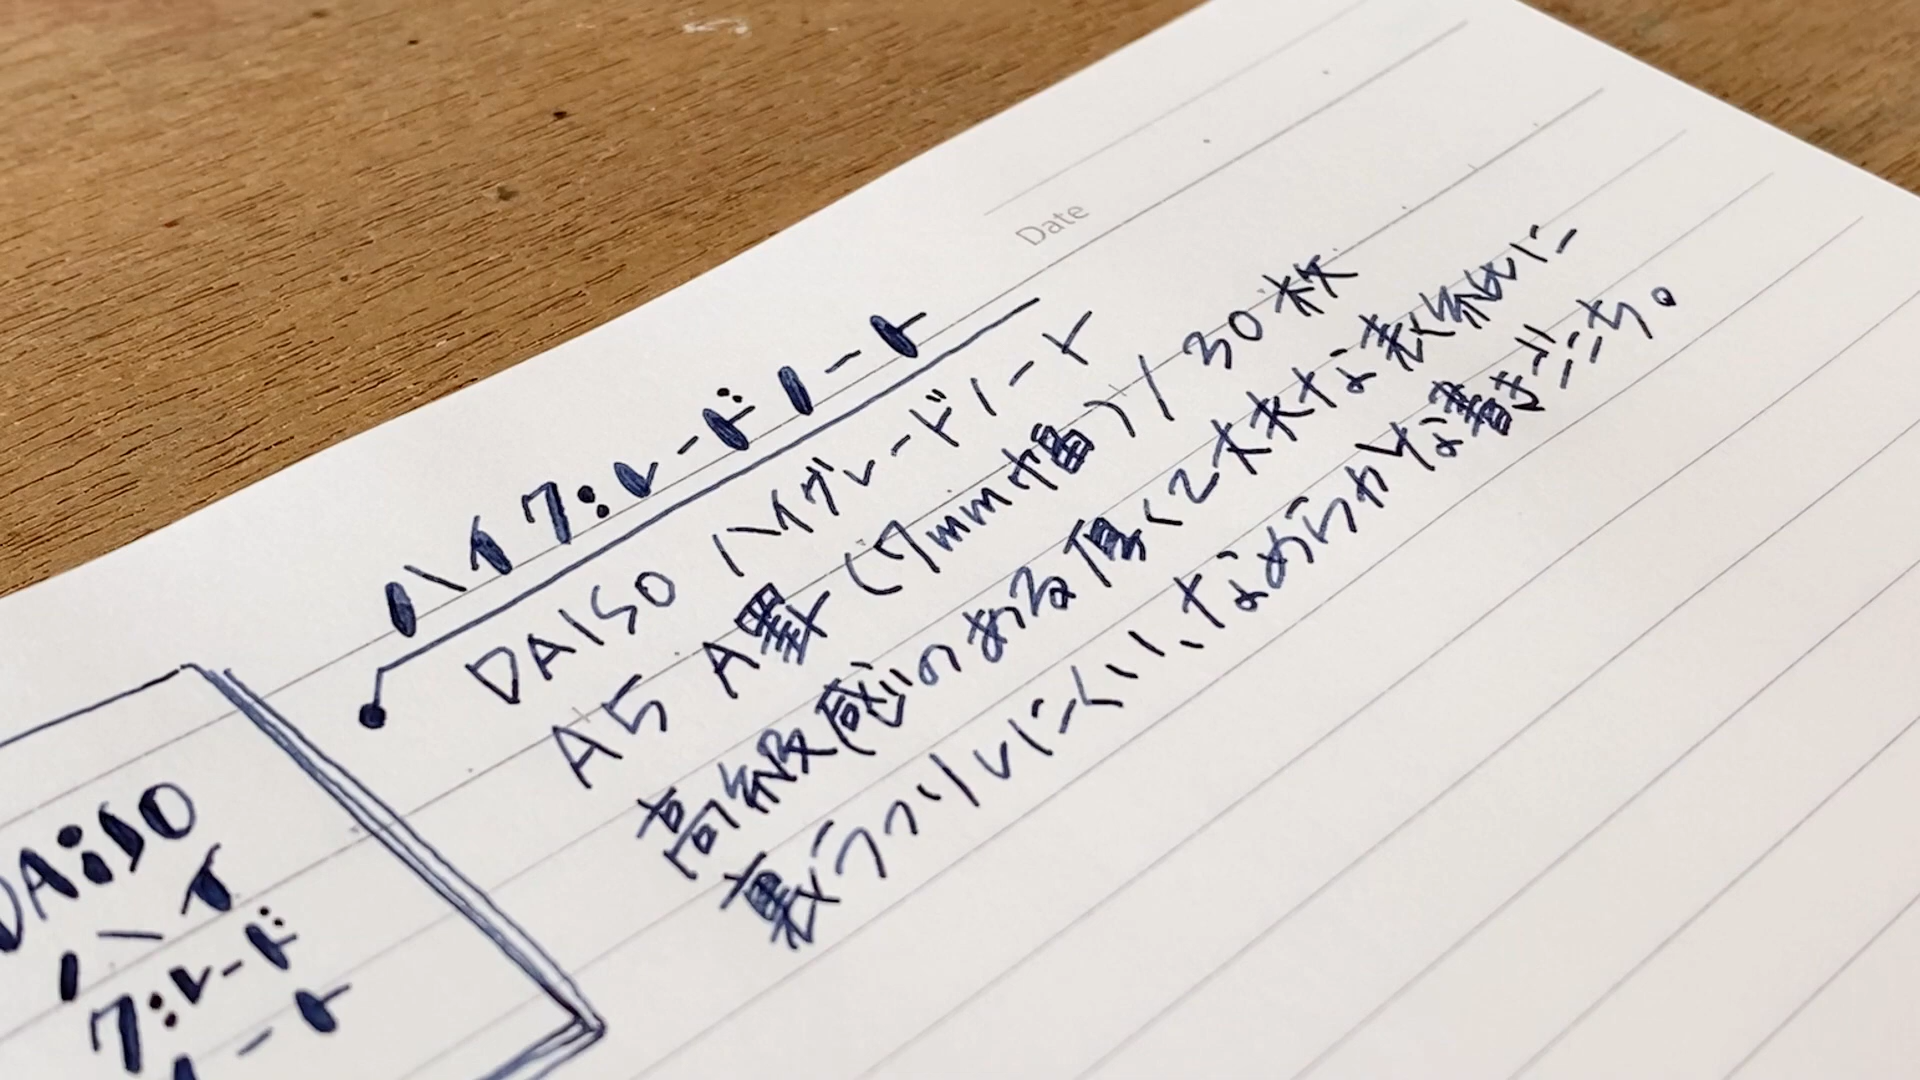 Date
ハイグレードノート
DAISO ハイグレードノート
A5 A罫 (7mm幅) / 30枚
高級感のある厚くて丈夫な表紙に
裏うつりしにくい、なめらかな書きごこち。
DAiSO
ハイ
グレード
ノート